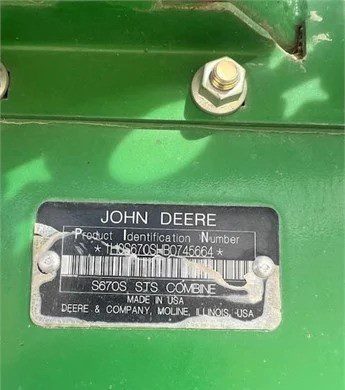 JOHN DEERE
Product Identification Number
*1H0S670SHB0745664*
S670S STS COMBINE
MADE IN USA
DEERE & COMPANY, MOLINE, ILLINOIS, USA